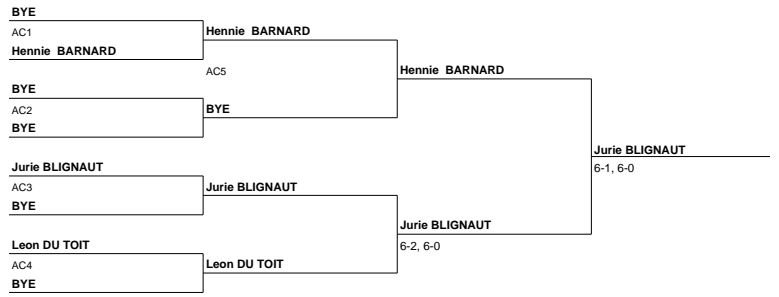 BYE
AC1
Hennie BARNARD
Hennie BARNARD
AC5
Hennie BARNARD
BYE
AC2
BYE
BYE
Jurie BLIGNAUT
6-1, 6-0
Jurie BLIGNAUT
AC3
Jurie BLIGNAUT
BYE
Jurie BLIGNAUT
6-2, 6-0
Leon DU TOIT
AC4
Leon DU TOIT
BYE